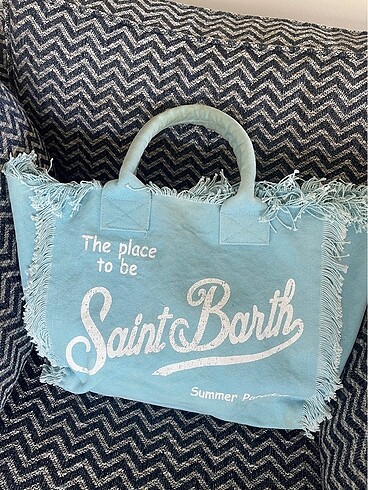 The place
to be
Saint Barth
Summer